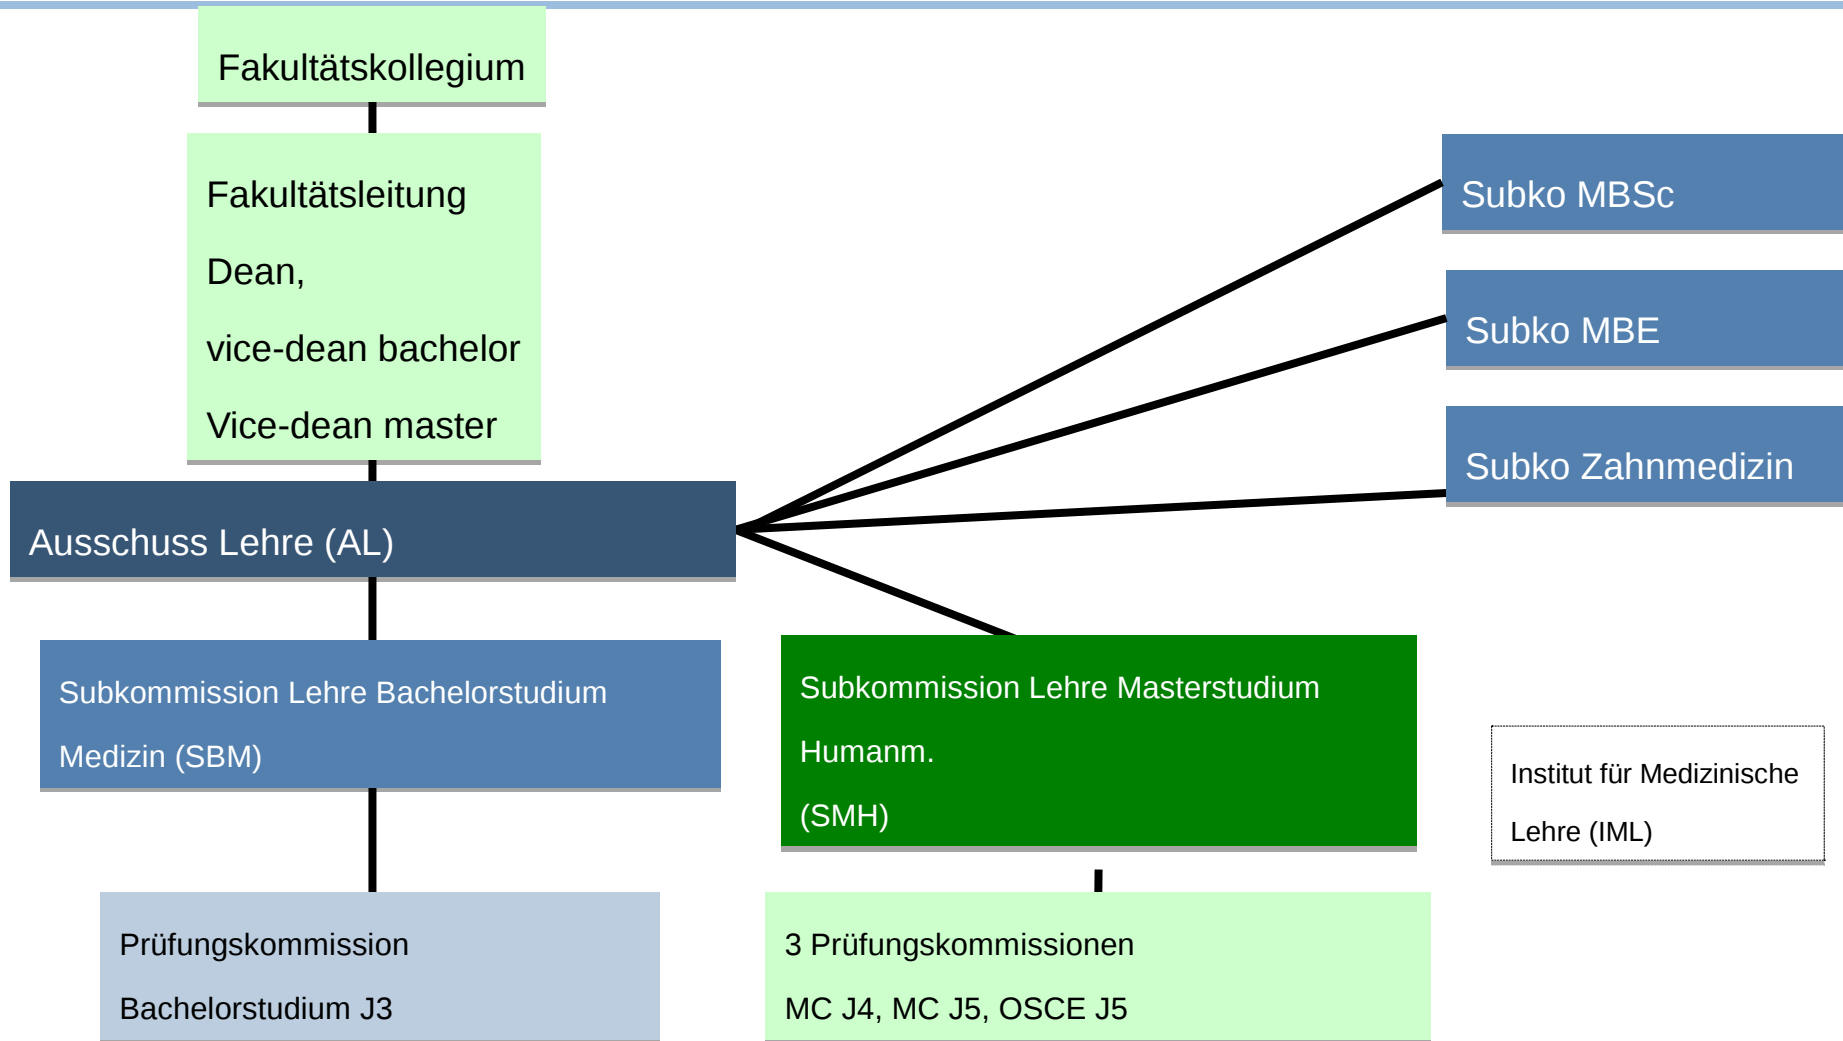 Fakultätskollegium
Fakultätsleitung
Dean,
vice-dean bachelor
Vice-dean master
Subko MBSc
Subko MBE
Subko Zahnmedizin
Ausschuss Lehre (AL)
Subkommission Lehre Bachelorstudium
Medizin (SBM)
Subkommission Lehre Masterstudium
Humanm.
(SMH)
Institut für Medizinische
Lehre (IML)
Prüfungskommission
Bachelorstudium J3
3 Prüfungskommissionen
MC J4, MC J5, OSCE J5